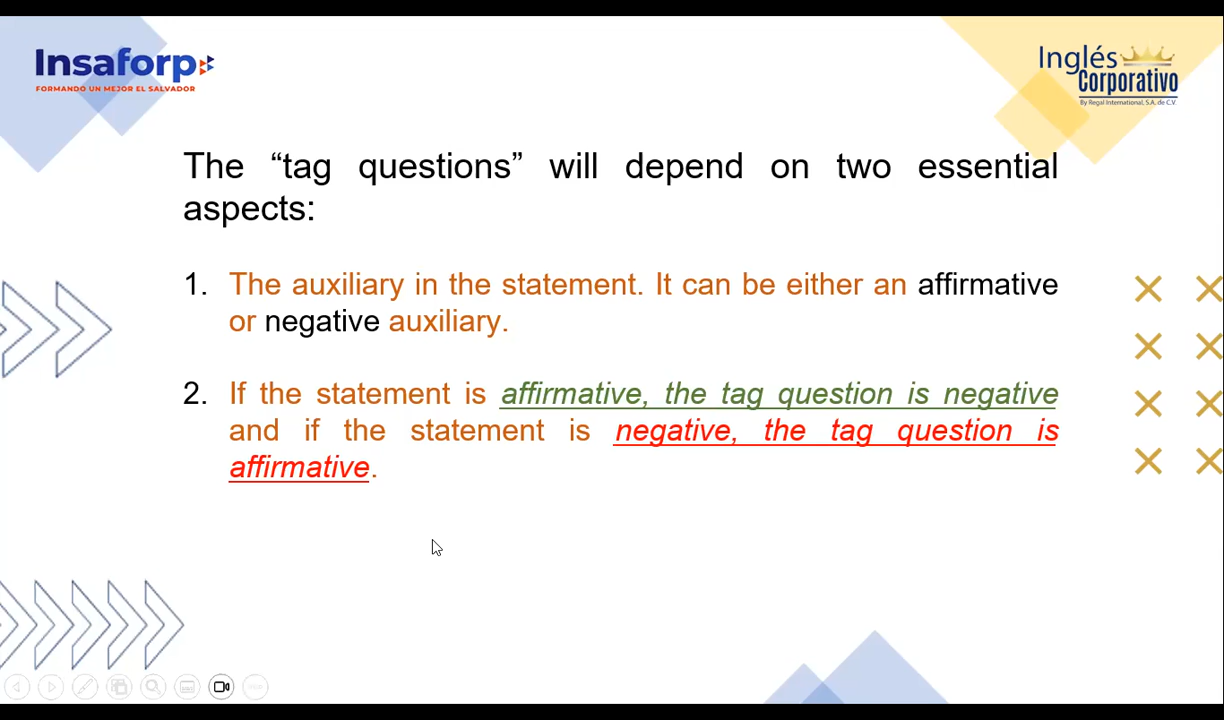 Insaforp
FORMANDO UN MEJOR EL SALVADOR
Inglés
Corporativo
By Regal International, S.A. de C.V.
The “tag questions” will depend on two essential
aspects:
1. The auxiliary in the statement. It can be either an affirmative
or negative auxiliary.
2. If the statement is affirmative, the tag question is negative
and if the statement is negative, the tag question is
affirmative.